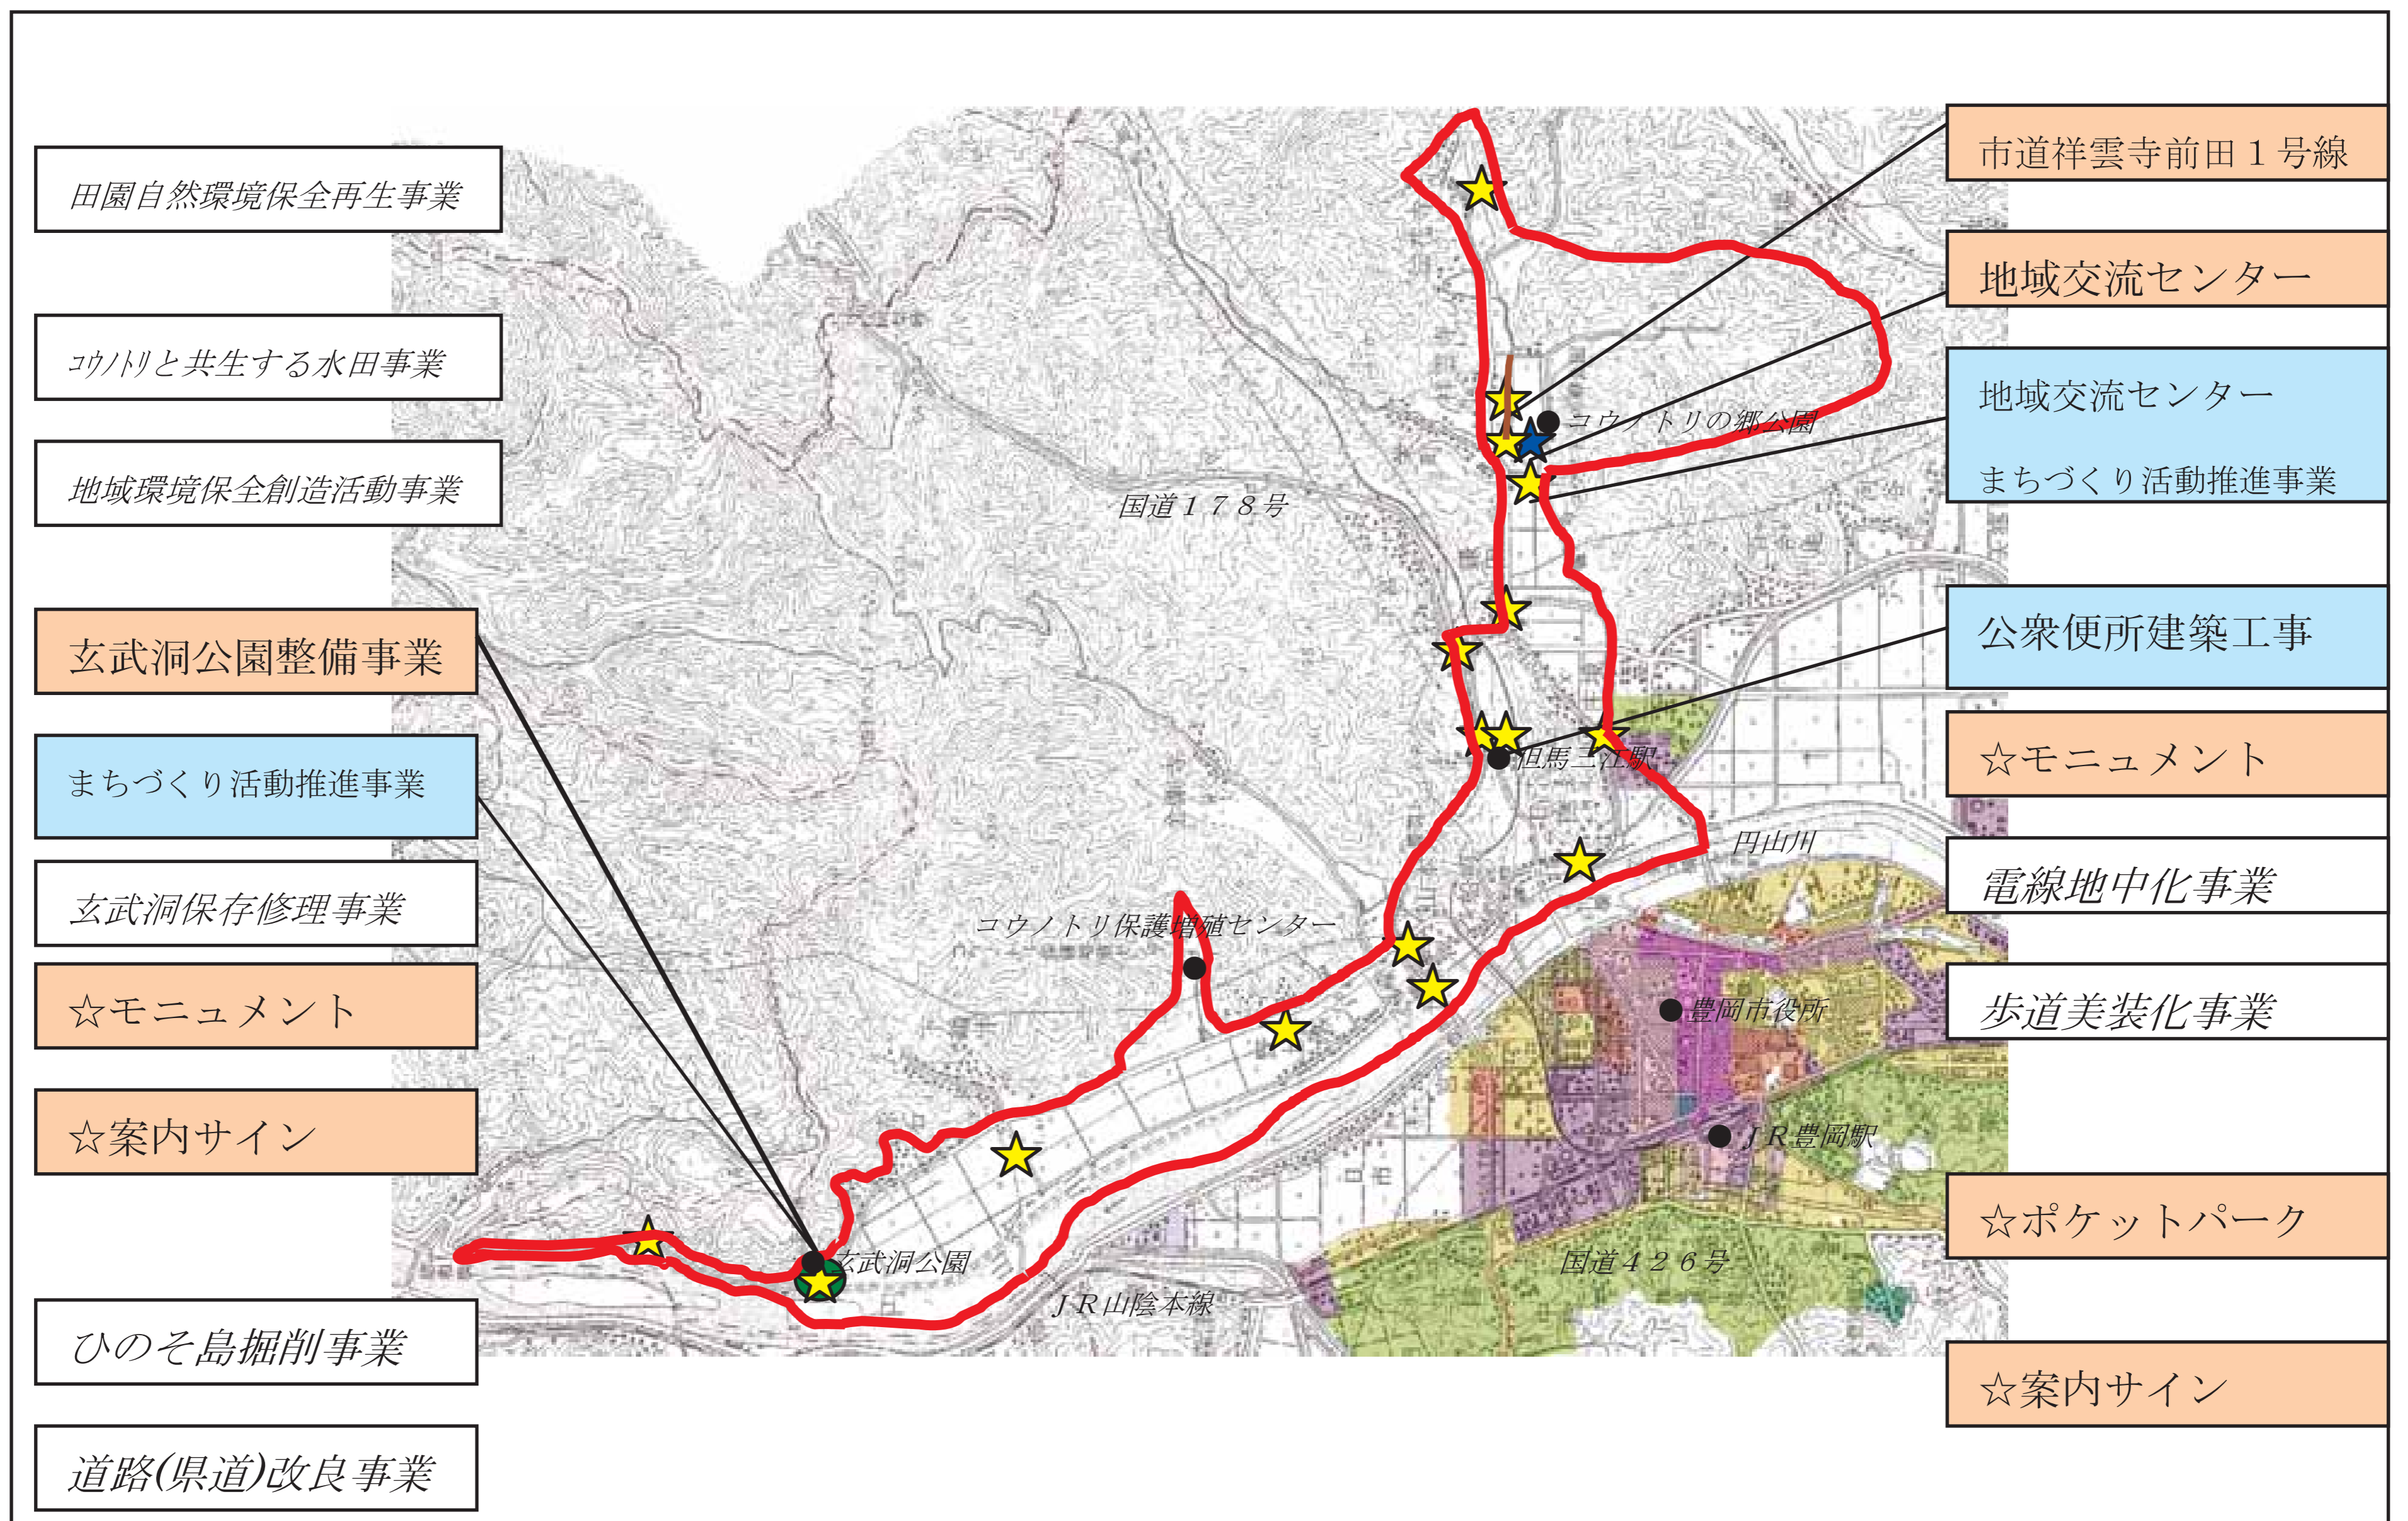 田園自然環境保全再生事業
ｺｳﾉﾄﾘと共生する水田事業
地域環境保全創造活動事業
玄武洞公園整備事業
まちづくり活動推進事業
玄武洞保存修理事業
☆モニュメント
☆案内サイン
ひのそ島掘削事業
道路(県道)改良事業
コウノトリの郷公園
国道１７８号
但馬三江駅
円山川
コウノトリ保護増殖センター
豊岡市役所
ＪＲ豊岡駅
玄武洞公園
国道４２６号
ＪＲ山陰本線
市道祥雲寺前田１号線
地域交流センター
地域交流センター
まちづくり活動推進事業
公衆便所建築工事
☆モニュメント
電線地中化事業
歩道美装化事業
☆ポケットパーク
☆案内サイン